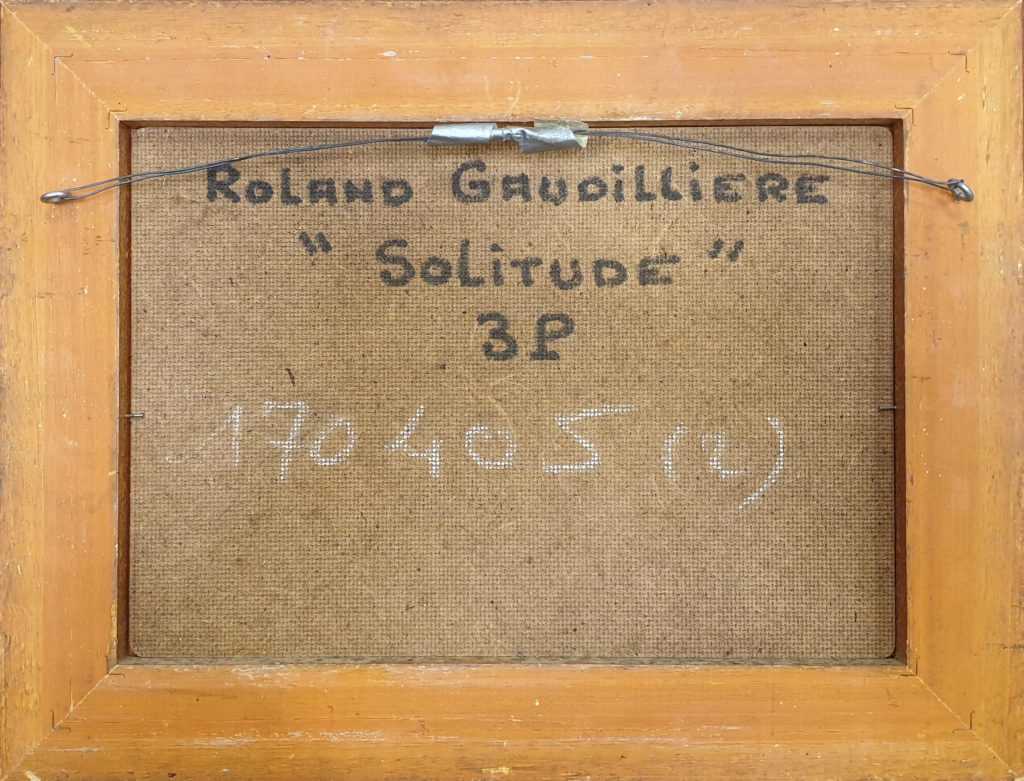 Roland Gaudilliere
" Solitude "
3P
170405 (2)